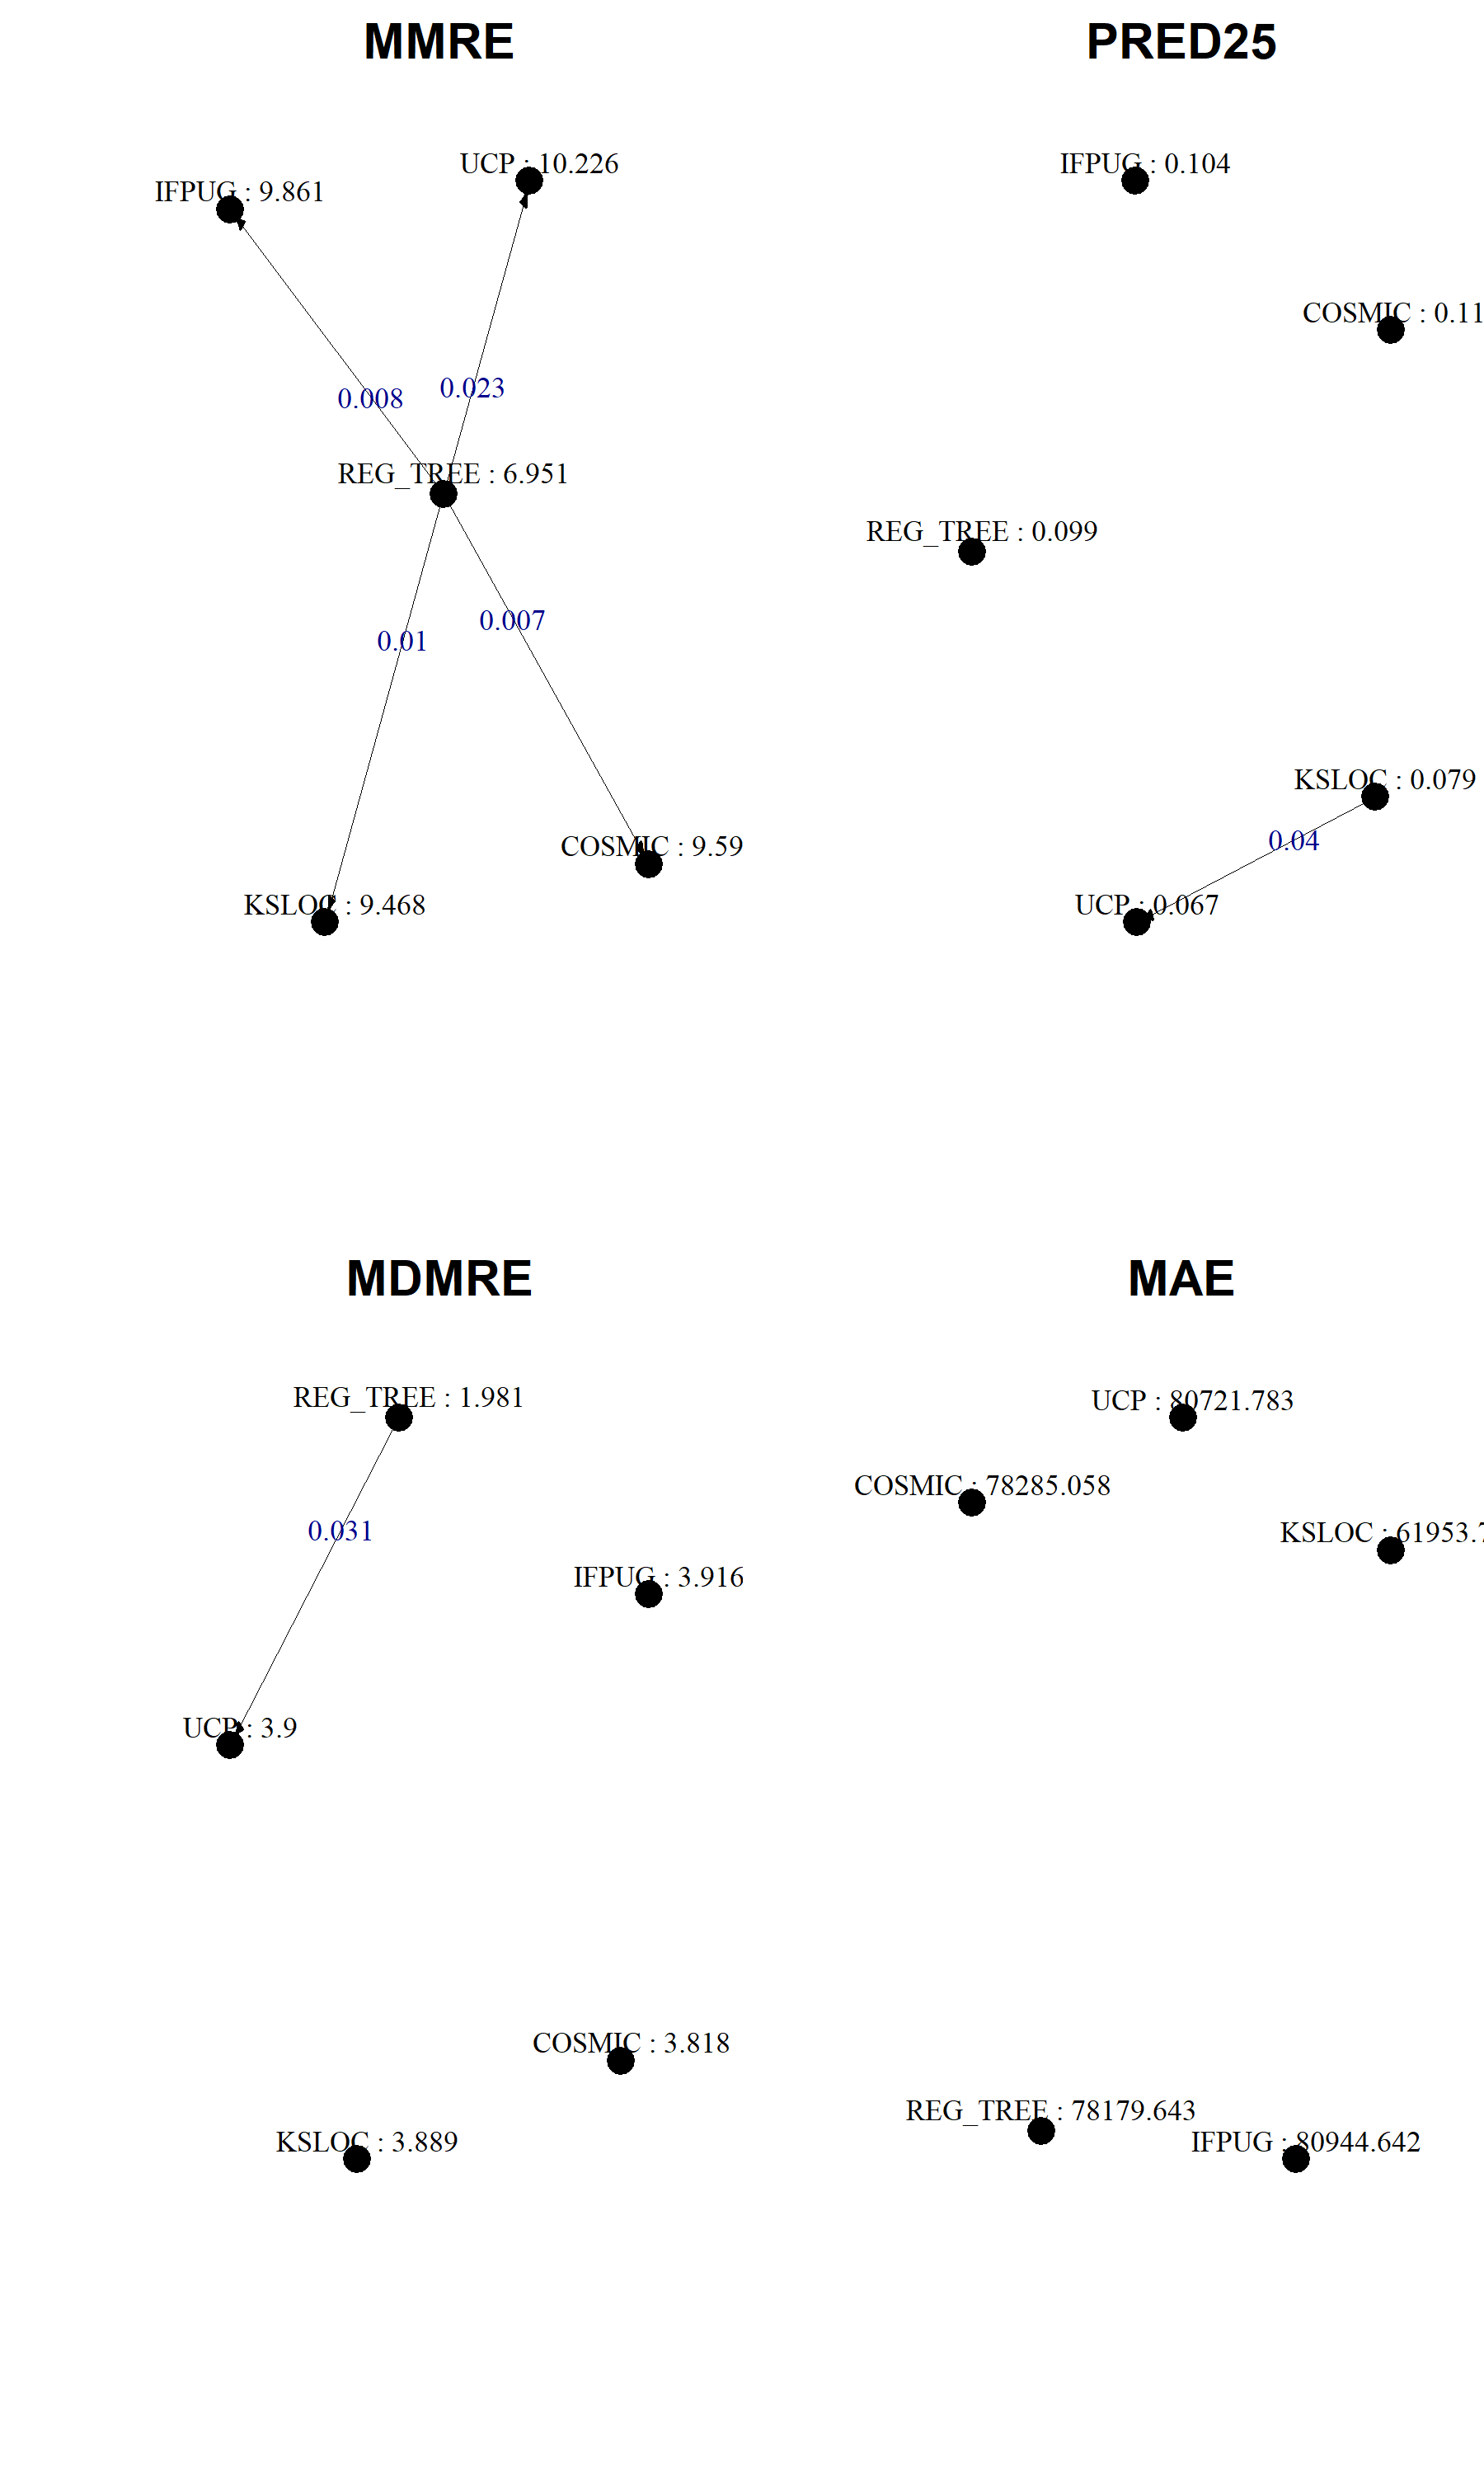 MMRE
UCP : 10.226
IFPUG : 9.861
0.023
0.008
REG_TREE : 6.951
0.007
0.01
COSMIC : 9.59
KSLOC : 9.468
PRED25
IFPUG : 0.104
COSMIC : 0.11
REG_TREE : 0.099
KSLOC : 0.079
0.04
UCP : 0.067
MDMRE
REG_TREE : 1.981
0.031
IFPUG : 3.916
UCP : 3.9
COSMIC : 3.818
KSLOC : 3.889
MAE
UCP : 80721.783
COSMIC : 78285.058
KSLOC : 61953.7
REG_TREE : 78179.643
IFPUG : 80944.642